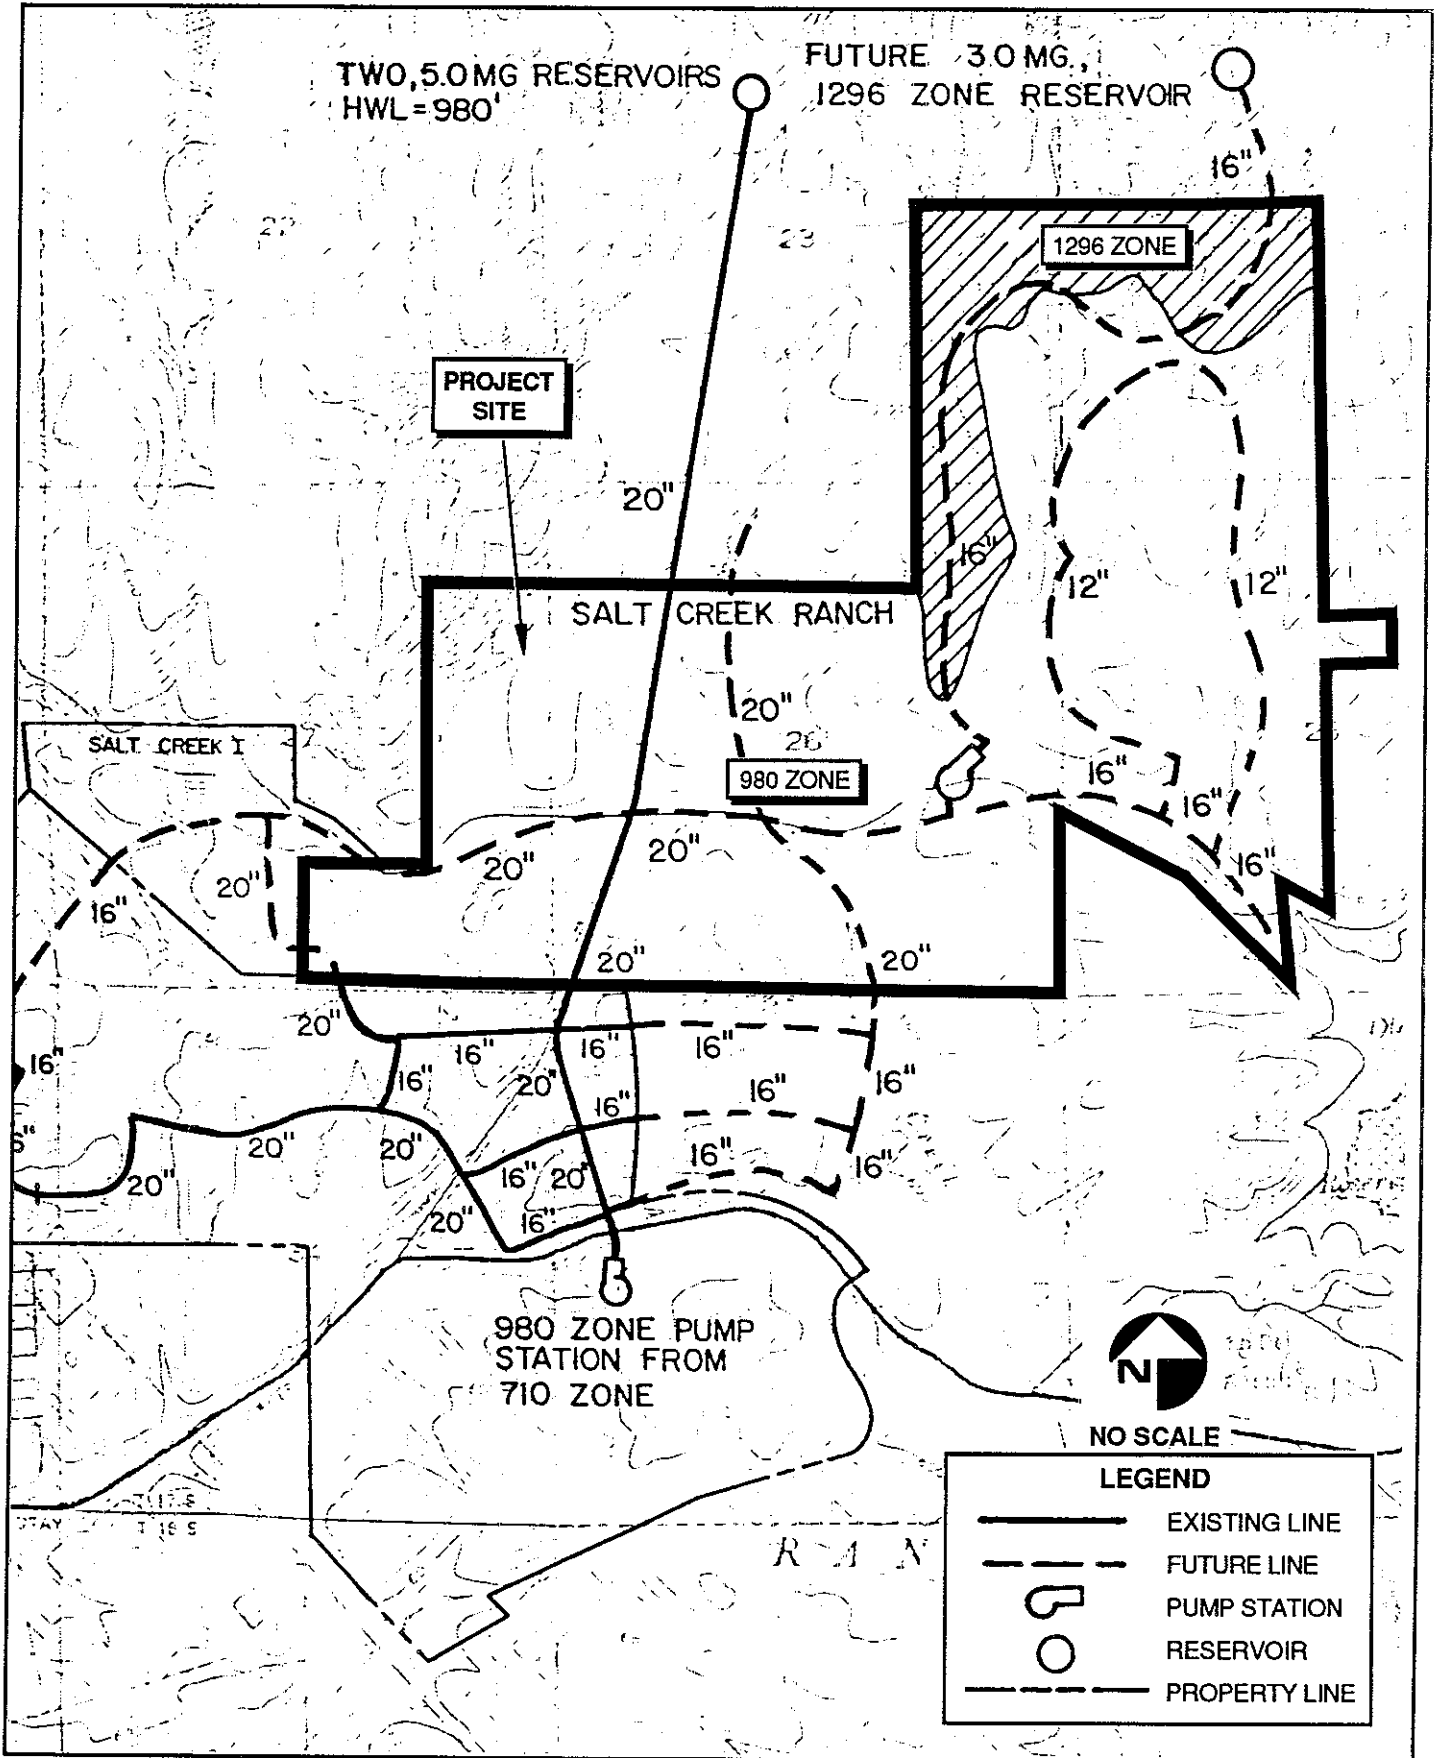 TWO, 5.0 MG RESERVOIRS
HWL = 980'
FUTURE 3.0 MG.,
1296 ZONE RESERVOIR
16"
22
23
1296 ZONE
PROJECT
SITE
20"
16"
12"
12"
SALT CREEK RANCH
20"
26
SALT CREEK I
980 ZONE
16"
16"
20"
20"
16"
20"
16"
20"
20"
20"
16"
16"
16"
16"
16"
20"
16"
16"
16"
20"
20"
16"
16"
20"
16"
20"
20"
16"
980 ZONE PUMP
STATION FROM
710 ZONE
N
NO SCALE
LEGEND
EXISTING LINE
FUTURE LINE
PUMP STATION
RESERVOIR
PROPERTY LINE
T 17 S
T 18 S
R A N